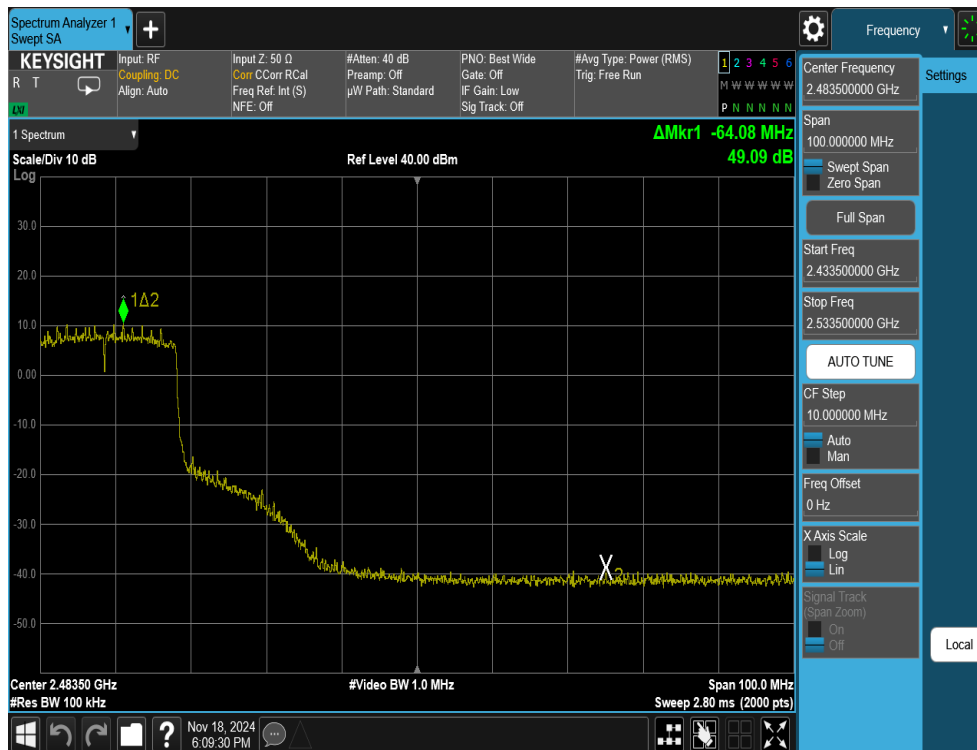 Spectrum Analyzer 1
Swept SA
Frequency
KEYSIGHT
R T
LXI
Input: RF
Coupling: DC
Align: Auto
Input Z: 50 Ω
Corr CCorr RCal
Freq Ref: Int (S)
NFE: Off
#Atten: 40 dB
Preamp: Off
µW Path: Standard
PNO: Best Wide
Gate: Off
IF Gain: Low
Sig Track: Off
#Avg Type: Power (RMS)
Trig: Free Run
1 2 3 4 5 6
M W W W W W
P N N N N N
1 Spectrum
Scale/Div 10 dB
Log
Ref Level 40.00 dBm
ΔMkr1 -64.08 MHz
49.09 dB
30.0
20.0
10.0
0.00
-10.0
-20.0
-30.0
-40.0
-50.0
1Δ2
X2
Center 2.48350 GHz
#Res BW 100 kHz
#Video BW 1.0 MHz
Span 100.0 MHz
Sweep 2.80 ms (2000 pts)
Center Frequency
2.483500000 GHz
Settings
Span
100.000000 MHz
Swept Span
Zero Span
Full Span
Start Freq
2.433500000 GHz
Stop Freq
2.533500000 GHz
AUTO TUNE
CF Step
10.000000 MHz
Auto
Man
Freq Offset
0 Hz
X Axis Scale
Log
Lin
Signal Track
(Span Zoom)
On
Off
Local
?
Nov 18, 2024
6:09:30 PM